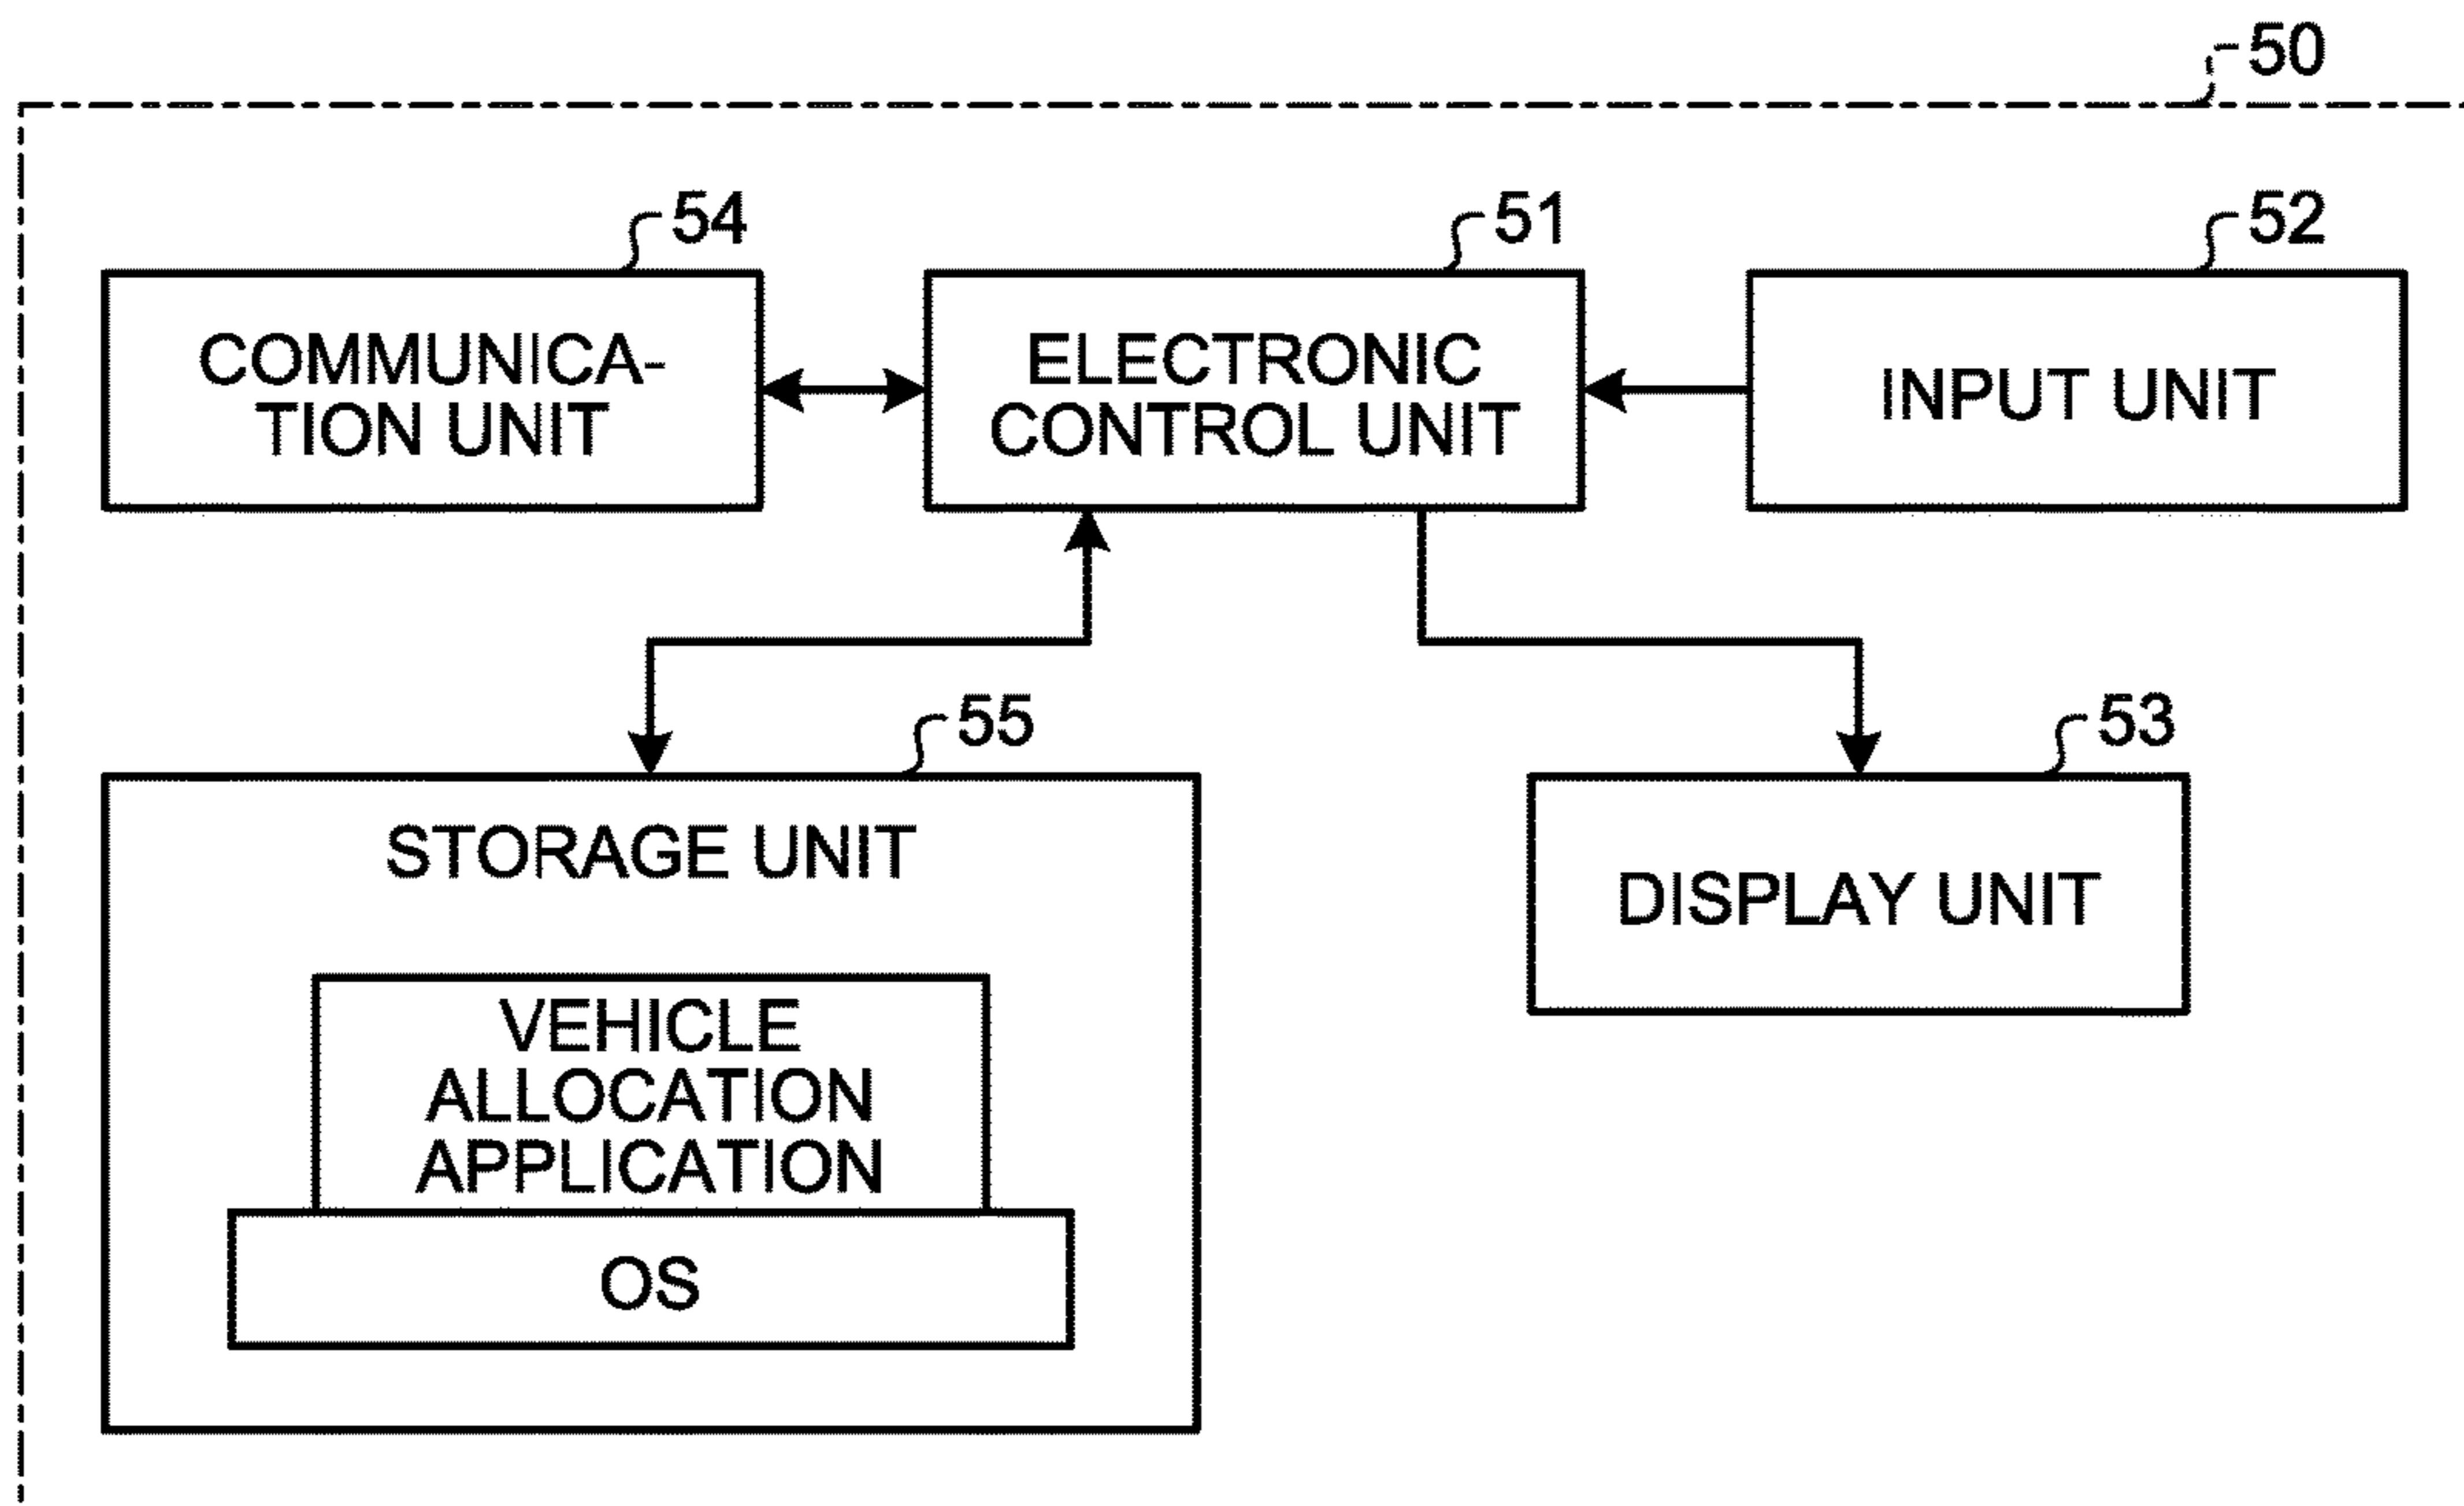 50
54
51
52
COMMUNICA-
TION UNIT
ELECTRONIC
CONTROL UNIT
INPUT UNIT
55
53
STORAGE UNIT
DISPLAY UNIT
VEHICLE
ALLOCATION
APPLICATION
OS